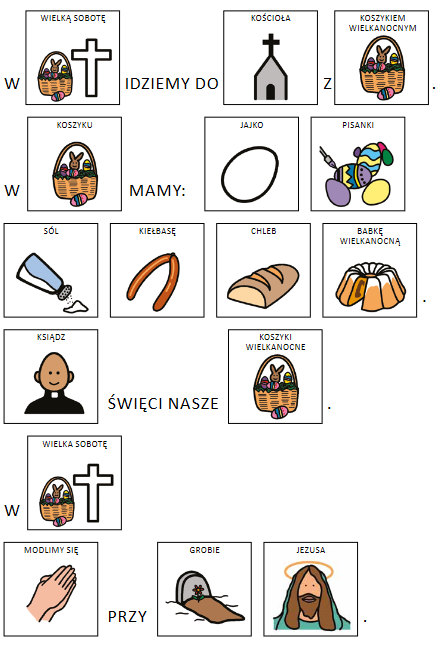 W WIELKĄ SOBOTĘ IDZIEMY DO KOŚCIOŁA Z KOSZYKIEM WIELKANOCNYM .
W KOSZYKU MAMY: JAJKO PISANKI
SÓL KIEŁBASĘ CHLEB BABKĘ WIELKANOCNĄ .
KSIĄDZ ŚWIĘCI NASZE KOSZYKI WIELKANOCNE .
W WIELKA SOBOTĘ
MODLIMY SIĘ PRZY GROBIE JEZUSA .